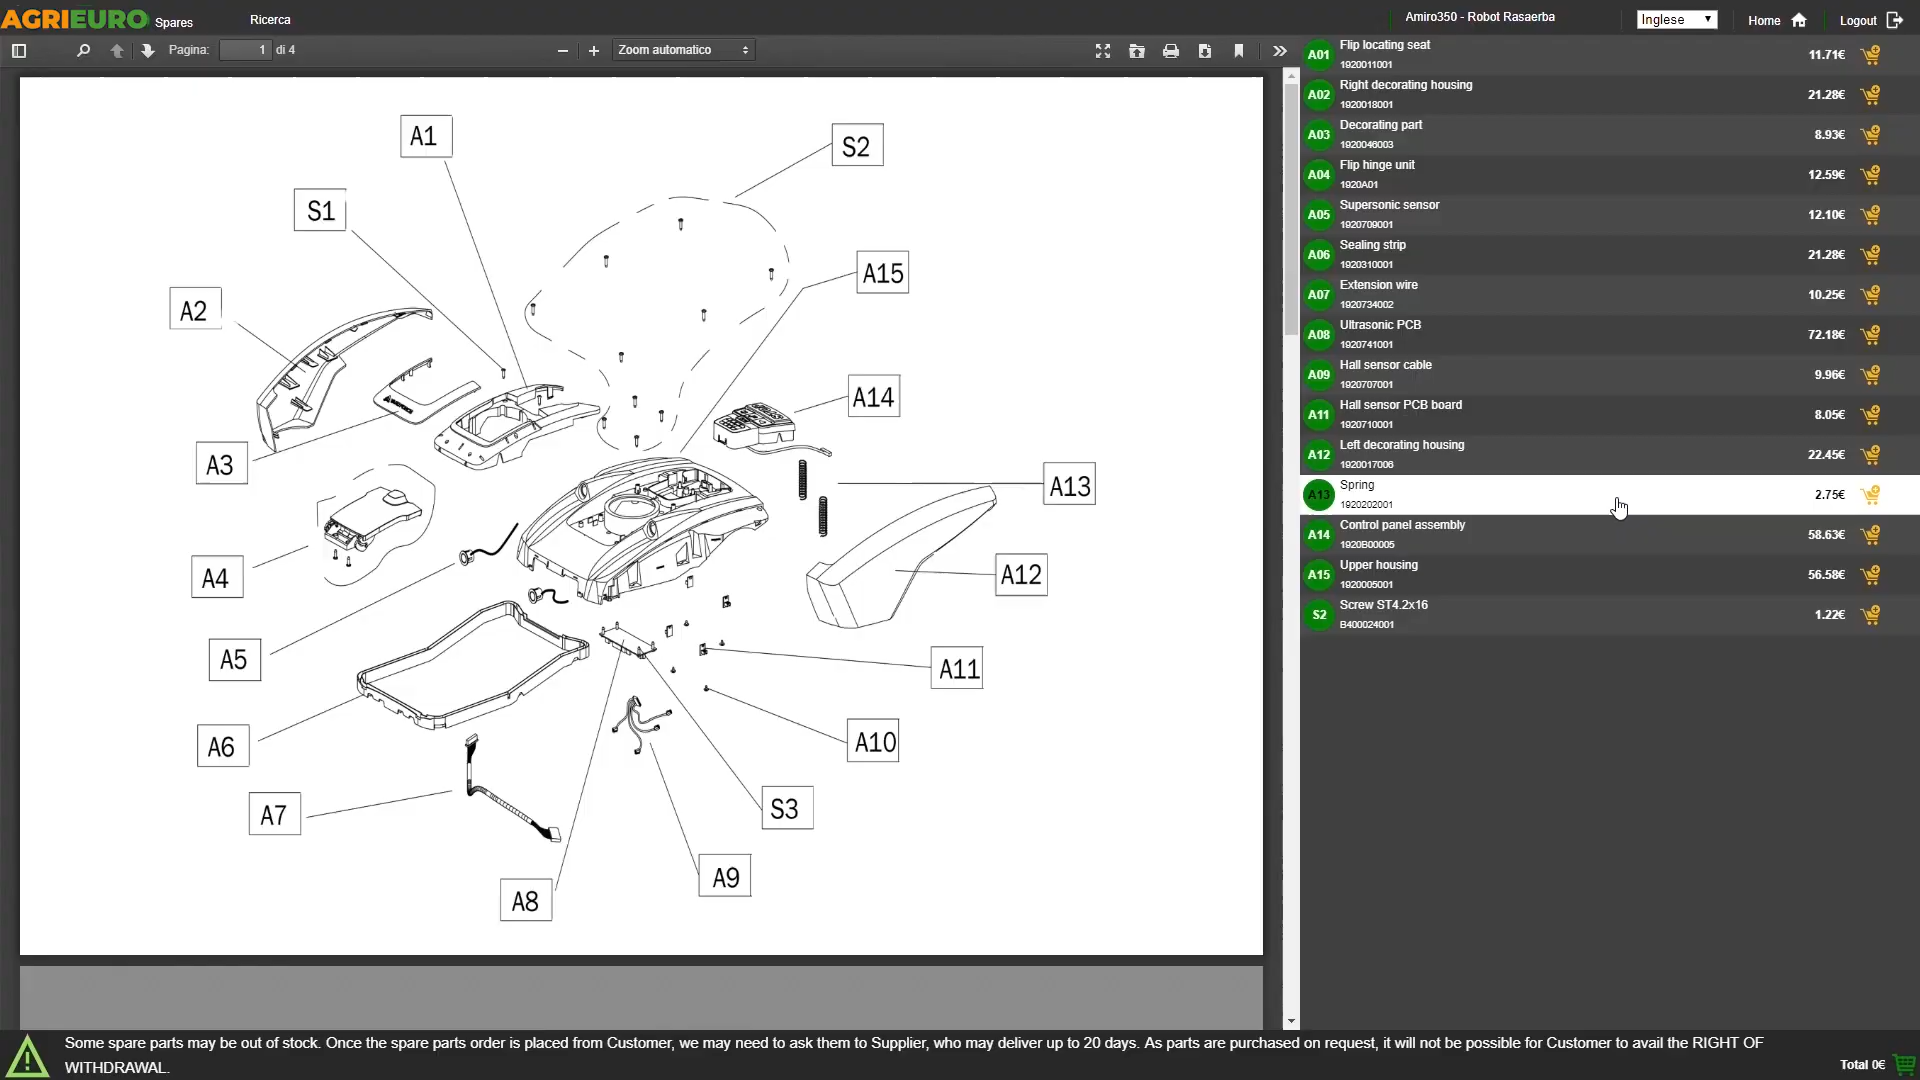 AGRIEURO Spares
Ricerca
Amiro350 - Robot Rasaerba
Inglese
Home
Logout
Pagina: 1 di 4
Zoom automatico
A1
S2
S1
A15
A2
A14
A3
A13
A4
A12
A5
A11
A6
A10
A7
S3
A9
A8
A01 Flip locating seat 11.71€
1920011001
A02 Right decorating housing 21.28€
1920018001
A03 Decorating part 8.93€
1920046003
A04 Flip hinge unit 12.59€
1920A01
A05 Supersonic sensor 12.10€
1920709001
A06 Sealing strip 21.28€
1920310001
A07 Extension wire 10.25€
1920734002
A08 Ultrasonic PCB 72.18€
1920741001
A09 Hall sensor cable 9.96€
1920707001
A11 Hall sensor PCB board 8.05€
1920710001
A12 Left decorating housing 22.45€
1920017006
A13 Spring 2.75€
1920202001
A14 Control panel assembly 58.63€
1920B00005
A15 Upper housing 56.58€
1920005001
S2 Screw ST4.2x16 1.22€
B400024001
Some spare parts may be out of stock. Once the spare parts order is placed from Customer, we may need to ask them to Supplier, who may deliver up to 20 days. As parts are purchased on request, it will not be possible for Customer to avail the RIGHT OF
WITHDRAWAL.
Total 0€